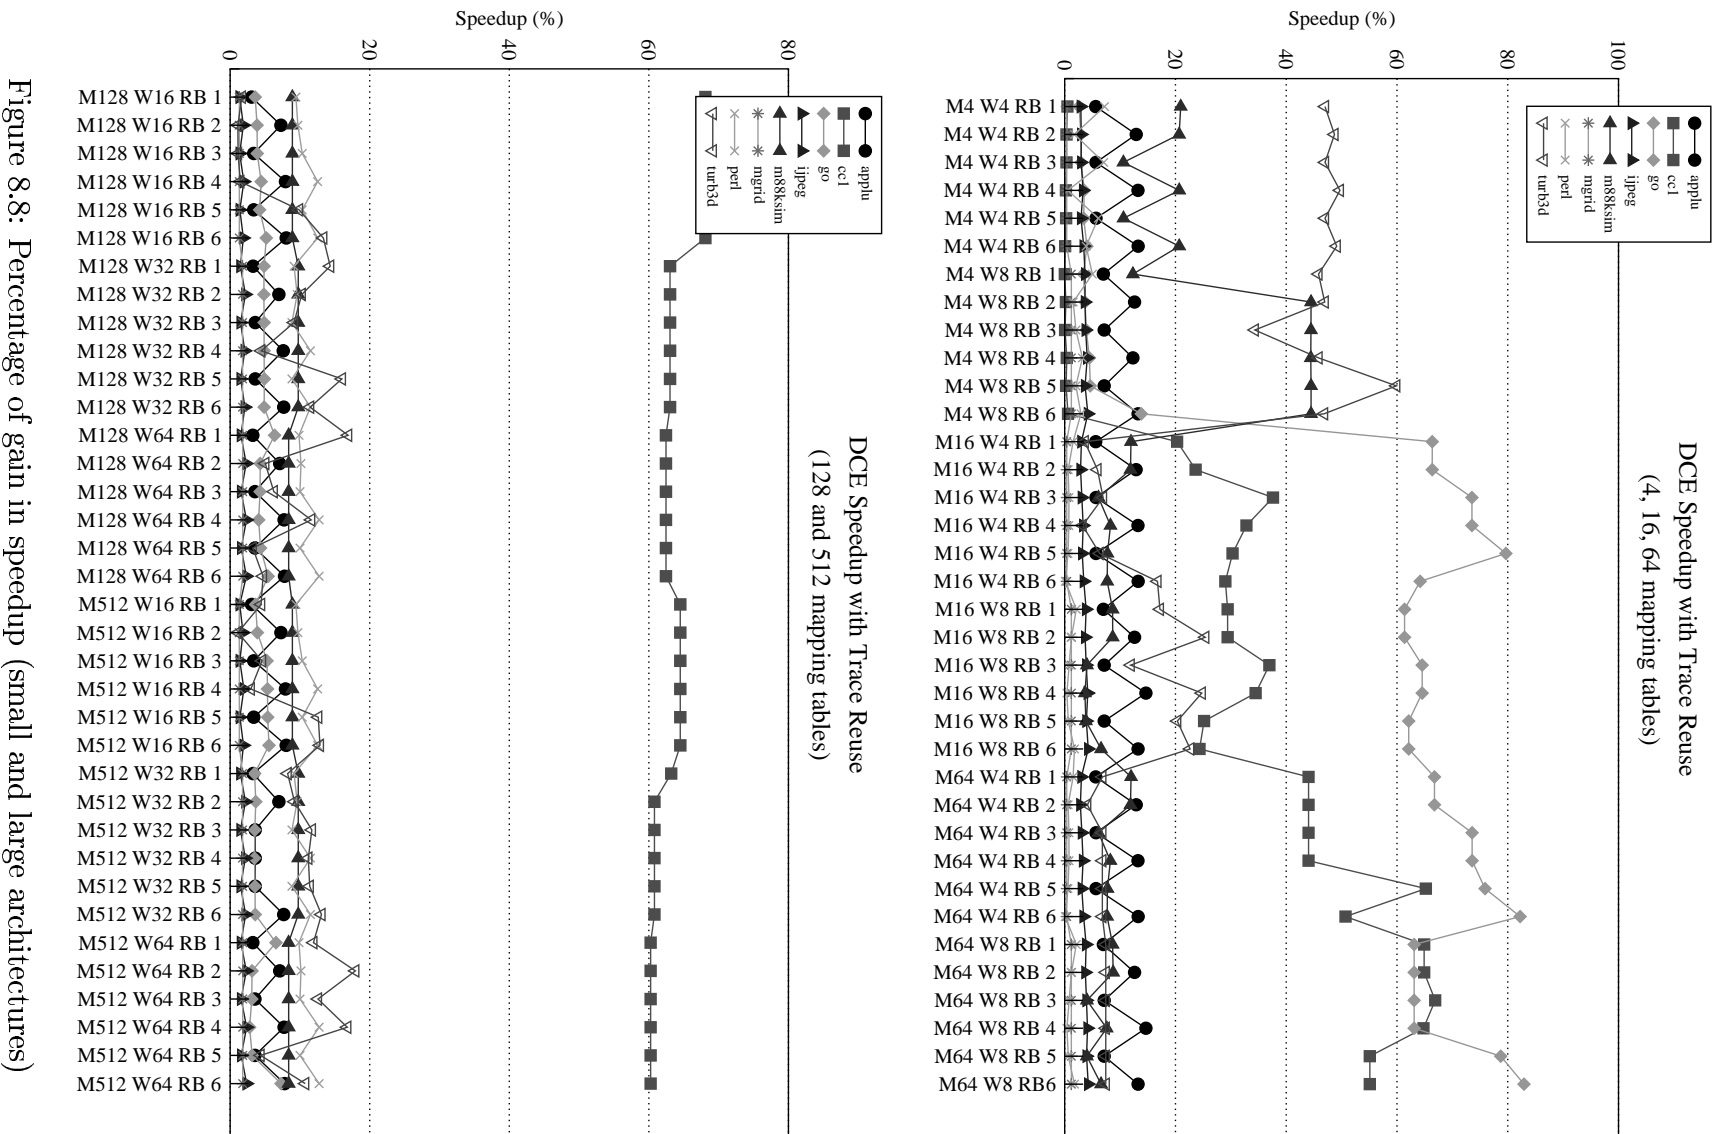 DCE Speedup with Trace Reuse
(4, 16, 64 mapping tables)
Speedup (%)
0
20
40
60
80
100
applu
cc1
go
ijpeg
m88ksim
mgrid
perl
turb3d
M4 W4 RB 1
M4 W4 RB 2
M4 W4 RB 3
M4 W4 RB 4
M4 W4 RB 5
M4 W4 RB 6
M4 W8 RB 1
M4 W8 RB 2
M4 W8 RB 3
M4 W8 RB 4
M4 W8 RB 5
M4 W8 RB 6
M16 W4 RB 1
M16 W4 RB 2
M16 W4 RB 3
M16 W4 RB 4
M16 W4 RB 5
M16 W4 RB 6
M16 W8 RB 1
M16 W8 RB 2
M16 W8 RB 3
M16 W8 RB 4
M16 W8 RB 5
M16 W8 RB 6
M64 W4 RB 1
M64 W4 RB 2
M64 W4 RB 3
M64 W4 RB 4
M64 W4 RB 5
M64 W4 RB 6
M64 W8 RB 1
M64 W8 RB 2
M64 W8 RB 3
M64 W8 RB 4
M64 W8 RB 5
M64 W8 RB6
DCE Speedup with Trace Reuse
(128 and 512 mapping tables)
Speedup (%)
0
20
40
60
80
applu
cc1
go
ijpeg
m88ksim
mgrid
perl
turb3d
M128 W16 RB 1
M128 W16 RB 2
M128 W16 RB 3
M128 W16 RB 4
M128 W16 RB 5
M128 W16 RB 6
M128 W32 RB 1
M128 W32 RB 2
M128 W32 RB 3
M128 W32 RB 4
M128 W32 RB 5
M128 W32 RB 6
M128 W64 RB 1
M128 W64 RB 2
M128 W64 RB 3
M128 W64 RB 4
M128 W64 RB 5
M128 W64 RB 6
M512 W16 RB 1
M512 W16 RB 2
M512 W16 RB 3
M512 W16 RB 4
M512 W16 RB 5
M512 W16 RB 6
M512 W32 RB 1
M512 W32 RB 2
M512 W32 RB 3
M512 W32 RB 4
M512 W32 RB 5
M512 W32 RB 6
M512 W64 RB 1
M512 W64 RB 2
M512 W64 RB 3
M512 W64 RB 4
M512 W64 RB 5
M512 W64 RB 6
Figure 8.8: Percentage of gain in speedup (small and large architectures)